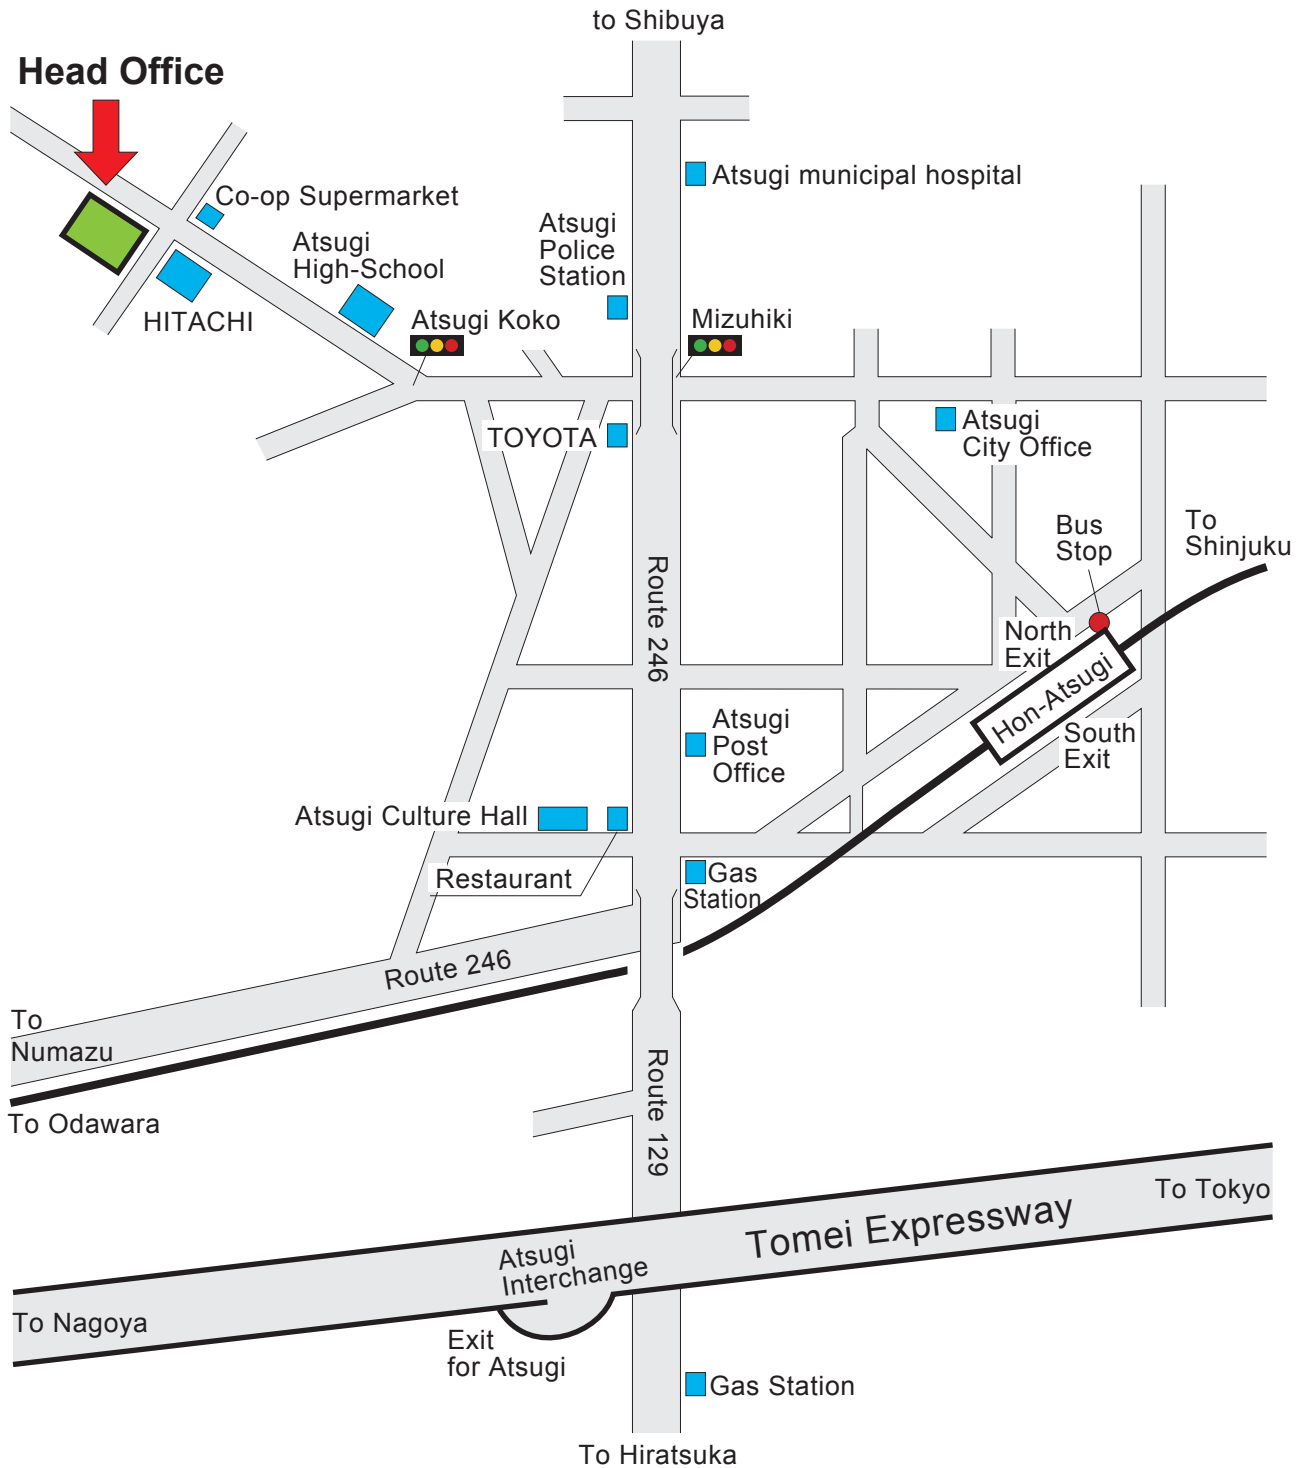 to Shibuya
Head Office
Atsugi municipal hospital
Co-op Supermarket
Atsugi
Police
Station
Atsugi
High-School
HITACHI
Atsugi Koko
Mizuhiki
TOYOTA
Atsugi
City Office
Bus
Stop
To
Shinjuku
Route 246
North
Exit
Hon-Atsugi
South
Exit
Atsugi
Post
Office
Atsugi Culture Hall
Restaurant
Gas
Station
Route 246
To
Numazu
To Odawara
Route 129
To Tokyo
Tomei Expressway
Atsugi
Interchange
To Nagoya
Exit
for Atsugi
Gas Station
To Hiratsuka